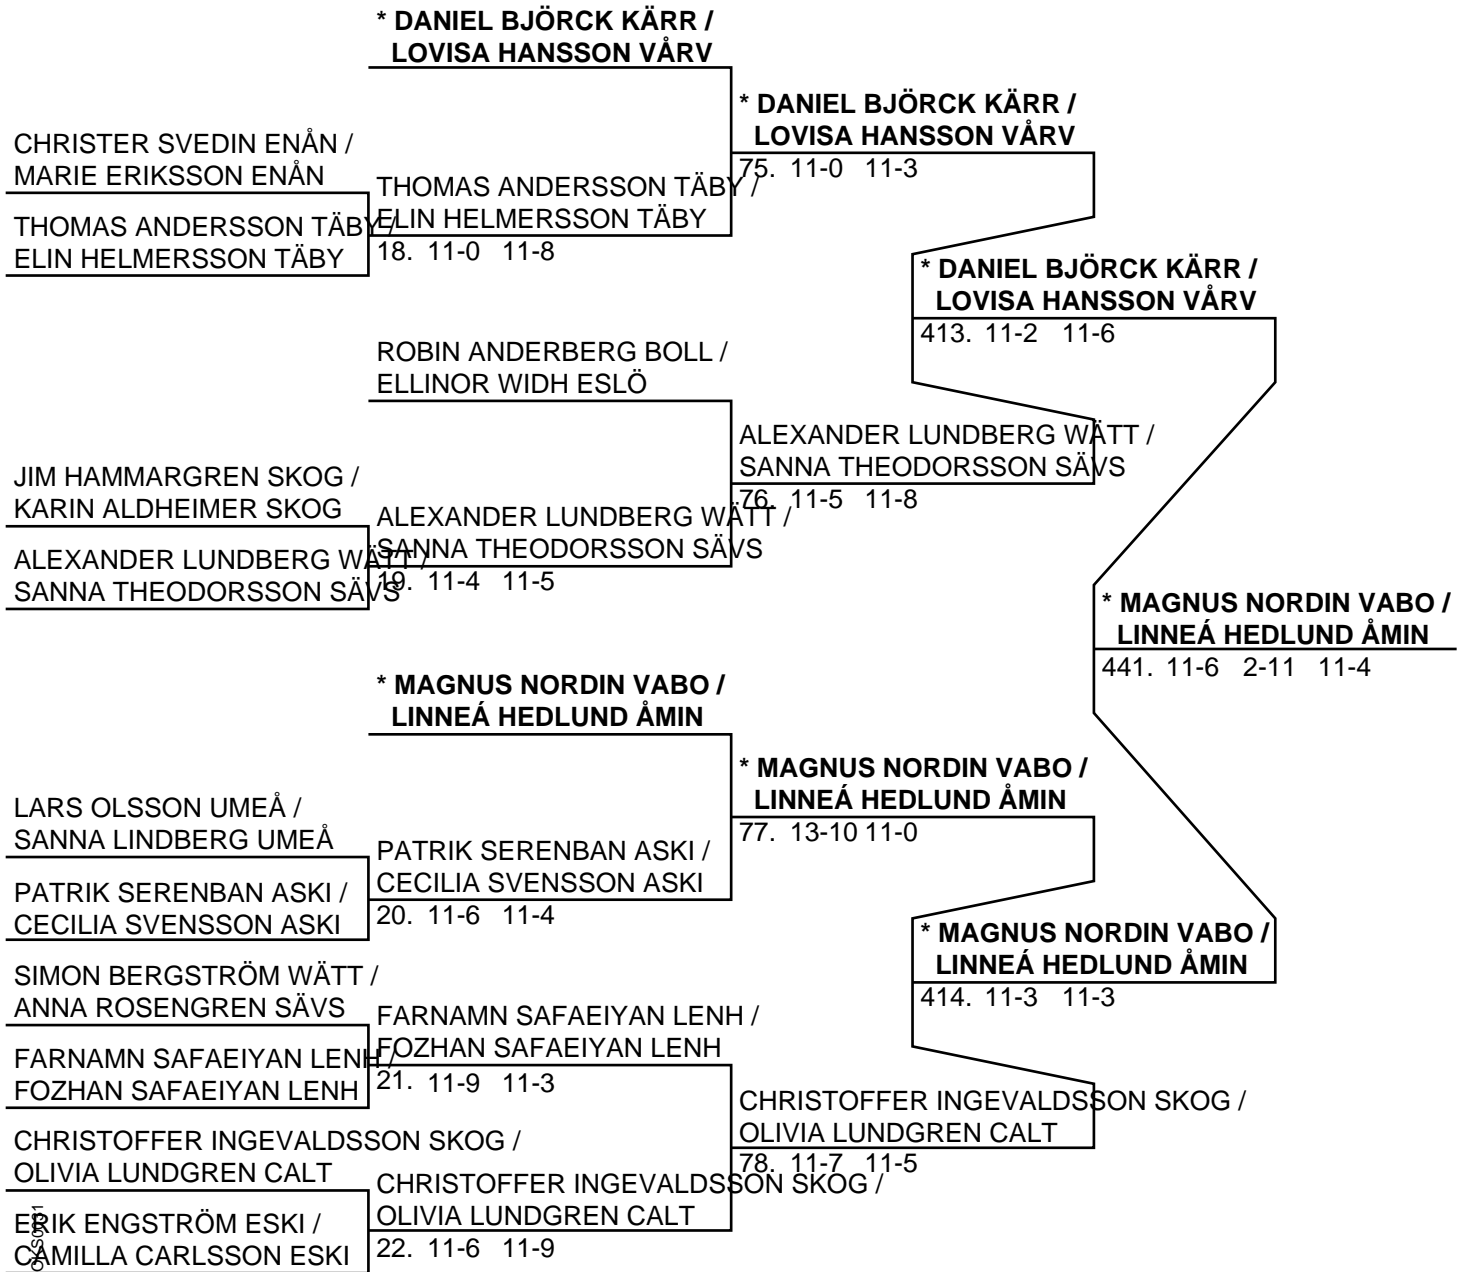 * DANIEL BJÖRCK KÄRR /
LOVISA HANSSON VÅRV
CHRISTER SVEDIN ENÅN /
MARIE ERIKSSON ENÅN
THOMAS ANDERSSON TÄBY /
ELIN HELMERSSON TÄBY
THOMAS ANDERSSON TÄBY /
ELIN HELMERSSON TÄBY
18. 11-0 11-8
* DANIEL BJÖRCK KÄRR /
LOVISA HANSSON VÅRV
75. 11-0 11-3
ROBIN ANDERBERG BOLL /
ELLINOR WIDH ESLÖ
JIM HAMMARGREN SKOG /
KARIN ALDHEIMER SKOG
ALEXANDER LUNDBERG WÄTT /
SANNA THEODORSSON SÄVS
ALEXANDER LUNDBERG WÄTT /
SANNA THEODORSSON SÄVS
19. 11-4 11-5
ALEXANDER LUNDBERG WÄTT /
SANNA THEODORSSON SÄVS
76. 11-5 11-8
* DANIEL BJÖRCK KÄRR /
LOVISA HANSSON VÅRV
413. 11-2 11-6
* MAGNUS NORDIN VABO /
LINNEÁ HEDLUND ÅMIN
LARS OLSSON UMEÅ /
SANNA LINDBERG UMEÅ
PATRIK SERENBAN ASKI /
CECILIA SVENSSON ASKI
PATRIK SERENBAN ASKI /
CECILIA SVENSSON ASKI
20. 11-6 11-4
* MAGNUS NORDIN VABO /
LINNEÁ HEDLUND ÅMIN
77. 13-10 11-0
SIMON BERGSTRÖM WÄTT /
ANNA ROSENGREN SÄVS
FARNAMN SAFAEIYAN LENH /
FOZHAN SAFAEIYAN LENH
FARNAMN SAFAEIYAN LENH /
FOZHAN SAFAEIYAN LENH
21. 11-9 11-3
CHRISTOFFER INGEVALDSSON SKOG /
OLIVIA LUNDGREN CALT
ERIK ENGSTRÖM ESKI /
CAMILLA CARLSSON ESKI
CHRISTOFFER INGEVALDSSON SKOG /
OLIVIA LUNDGREN CALT
22. 11-6 11-9
CHRISTOFFER INGEVALDSSON SKOG /
OLIVIA LUNDGREN CALT
78. 11-7 11-5
* MAGNUS NORDIN VABO /
LINNEÁ HEDLUND ÅMIN
414. 11-3 11-3
* MAGNUS NORDIN VABO /
LINNEÁ HEDLUND ÅMIN
441. 11-6 2-11 11-4